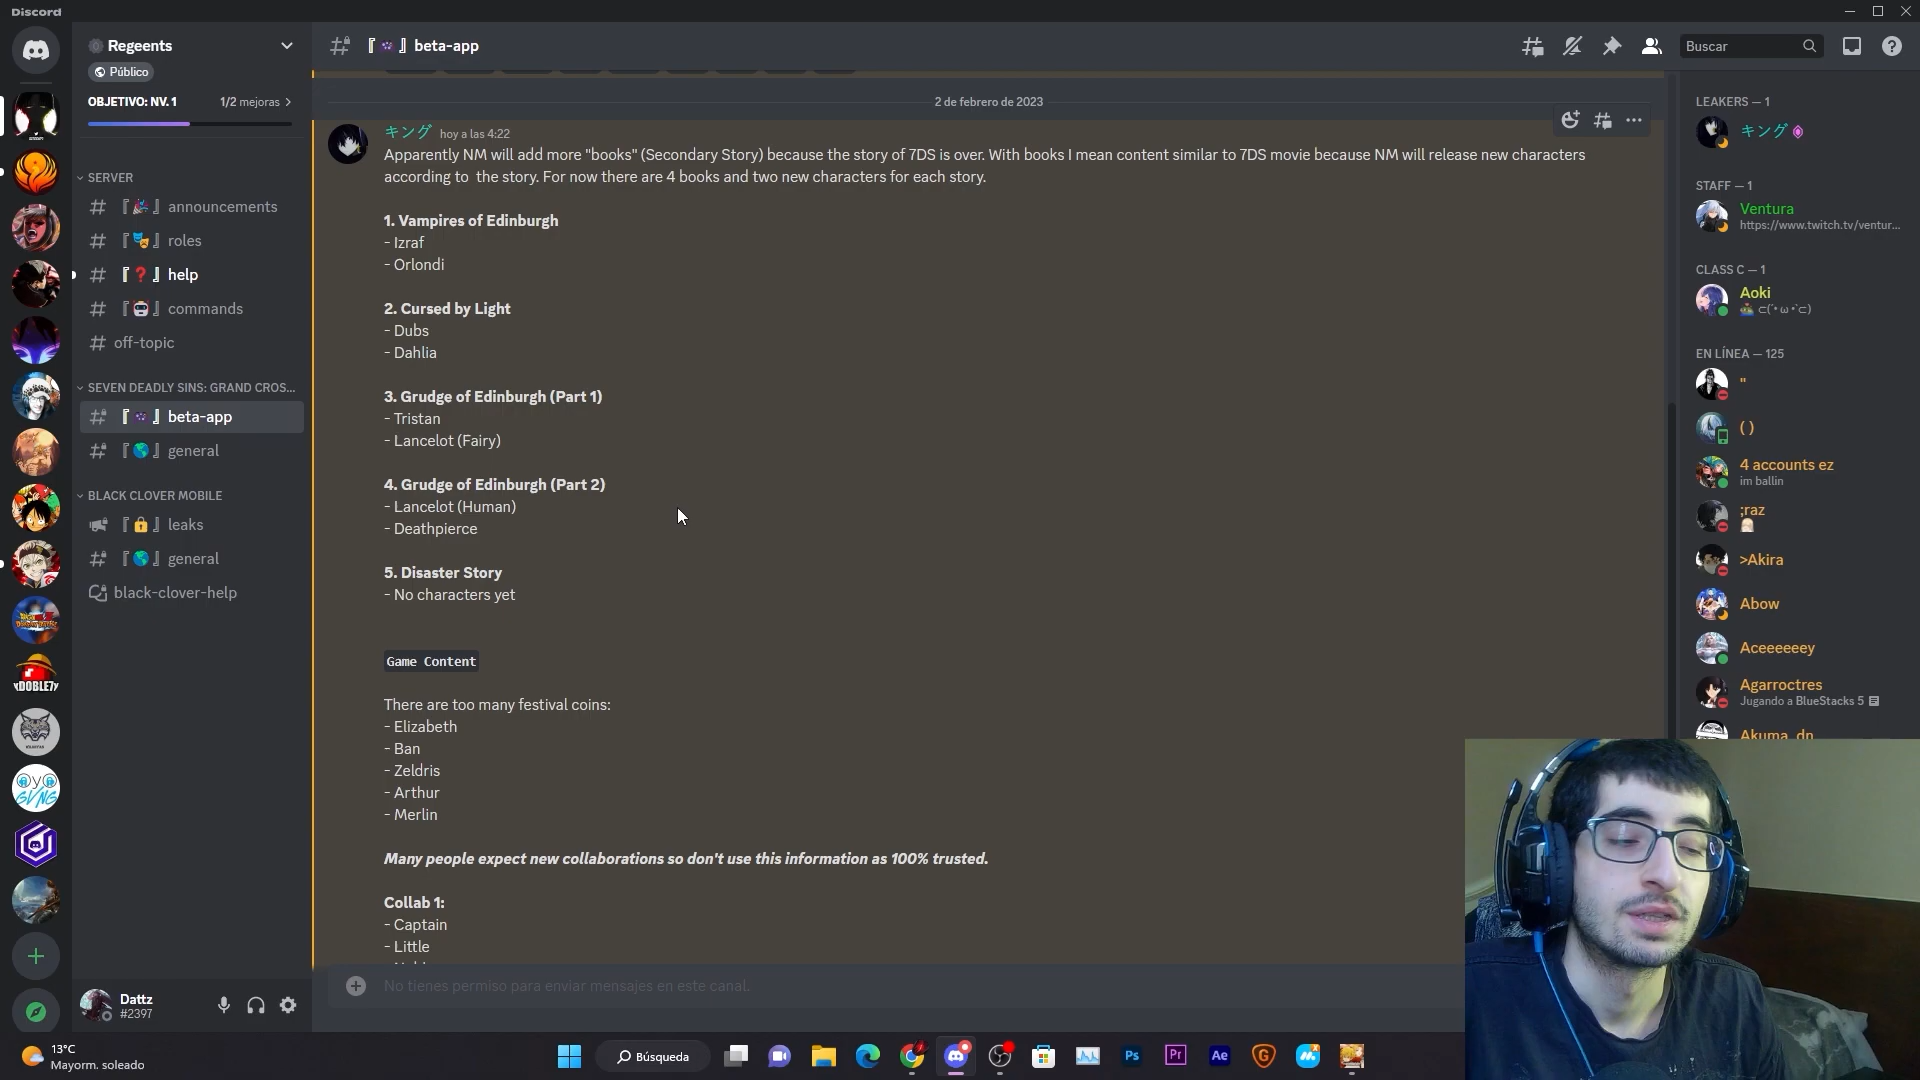 Discord
Regeents
Público
OBJETIVO: NV. 1
1/2 mejoras
SERVER
『 』 announcements
『 』 roles
『❓』 help
『 』 commands
off-topic
SEVEN DEADLY SINS: GRAND CROS...
『 』 beta-app
『 』 general
BLACK CLOVER MOBILE
『 』 leaks
『 』 general
black-clover-help
Dattz
#2397
『 』 beta-app
Buscar
2 de febrero de 2023
キング hoy a las 4:22
Apparently NM will add more "books" (Secondary Story) because the story of 7DS is over. With books I mean content similar to 7DS movie because NM will release new characters
according to the story. For now there are 4 books and two new characters for each story.
1. Vampires of Edinburgh
- Izraf
- Orlondi
2. Cursed by Light
- Dubs
- Dahlia
3. Grudge of Edinburgh (Part 1)
- Tristan
- Lancelot (Fairy)
4. Grudge of Edinburgh (Part 2)
- Lancelot (Human)
- Deathpierce
5. Disaster Story
- No characters yet
Game Content
There are too many festival coins:
- Elizabeth
- Ban
- Zeldris
- Arthur
- Merlin
Many people expect new collaborations so don't use this information as 100% trusted.
Collab 1:
- Captain
- Little
No tienes permiso para enviar mensajes en este canal.
LEAKERS — 1
キング
STAFF — 1
Ventura
https://www.twitch.tv/ventur...
CLASS C — 1
Aoki
EN LÍNEA — 125
"
( )
4 accounts ez
im ballin
;raz
>Akira
Abow
Aceeeeeey
Agarroctres
Jugando a BlueStacks 5
Akuma_dn
xDOBLE7x
13°C
Mayorm. soleado
Búsqueda
Ps
Pr
Ae